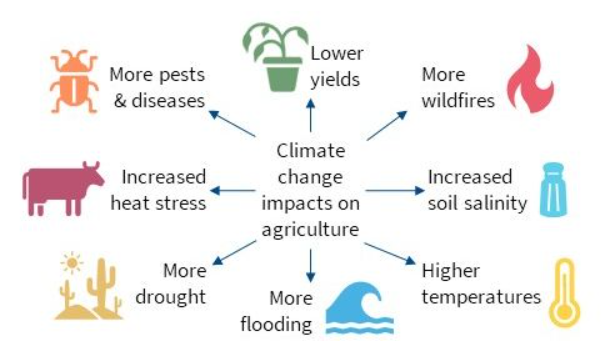 Lower
yields
More pests
& diseases
More
wildfires
Climate
change
impacts on
agriculture
Increased
heat stress
Increased
soil salinity
More
drought
More
flooding
Higher
temperatures